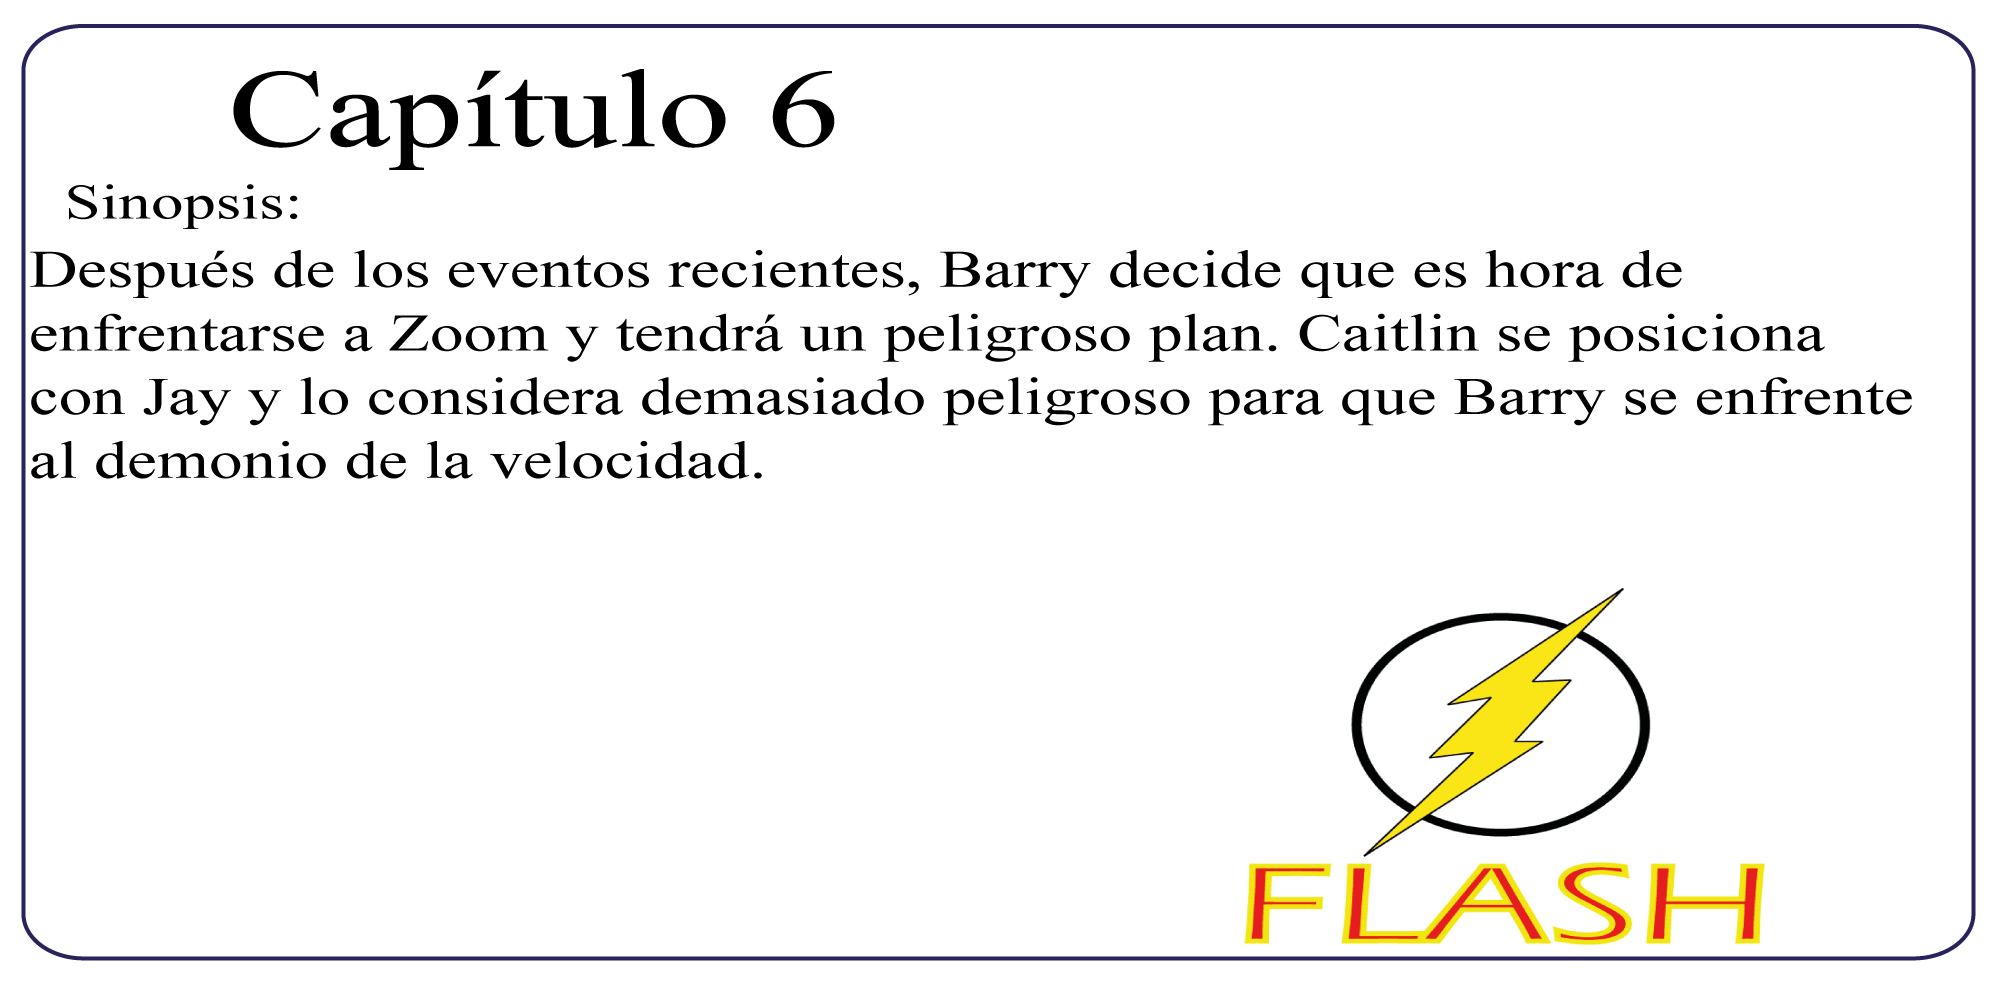 Capítulo 6
Sinopsis:
Después de los eventos recientes, Barry decide que es hora de
enfrentarse a Zoom y tendrá un peligroso plan. Caitlin se posiciona
con Jay y lo considera demasiado peligroso para que Barry se enfrente
al demonio de la velocidad.
FLASH